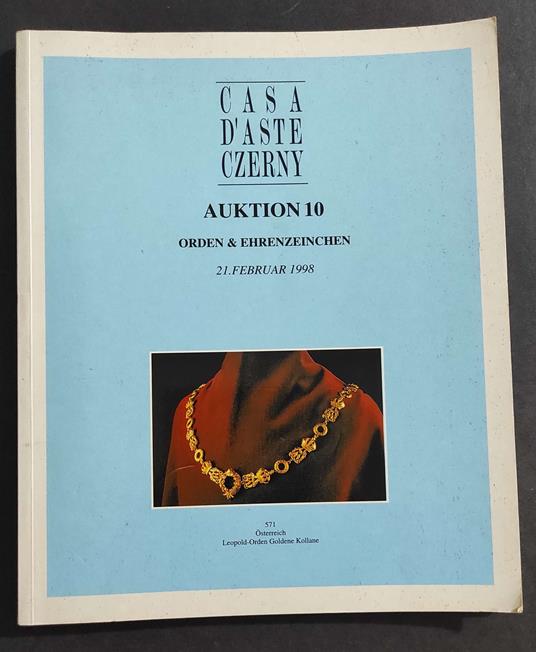 CASA
D'ASTE
CZERNY
AUKTION 10
ORDEN & EHRENZEINCHEN
21.FEBRUAR 1998
571
Österreich
Leopold-Orden Goldene Kollane